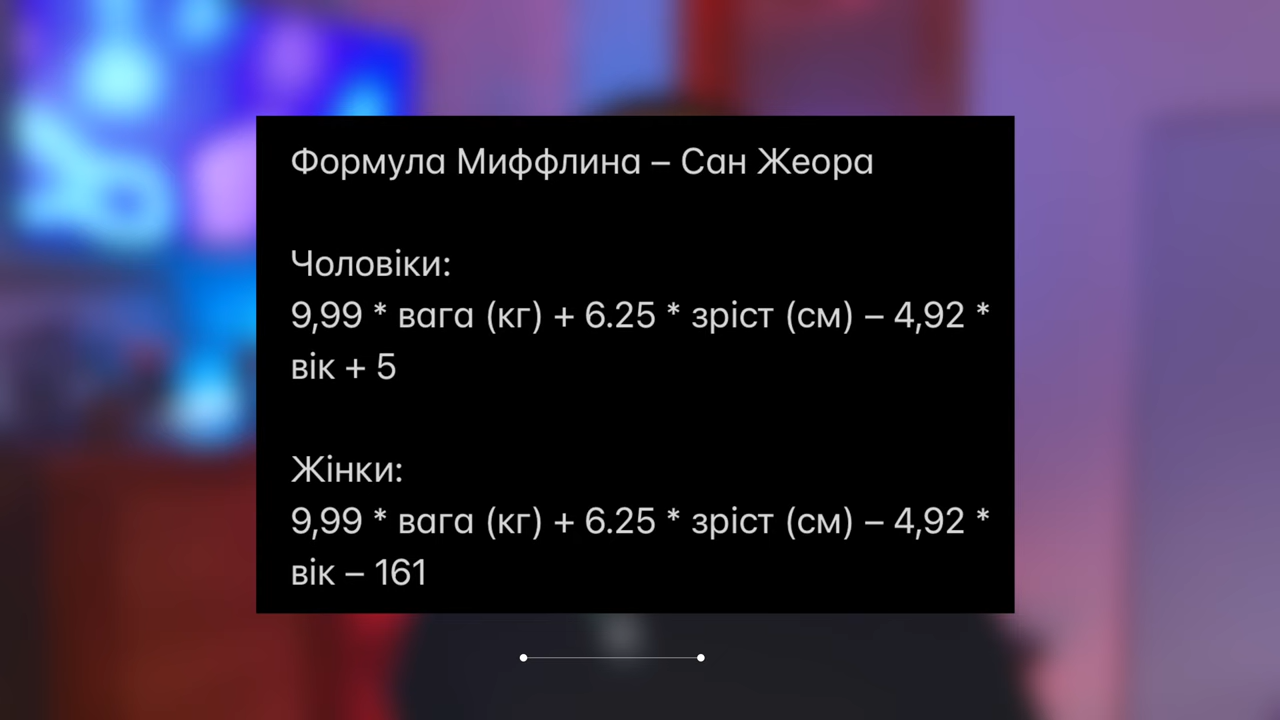 Формула Миффлина – Сан Жеора
Чоловіки:
9,99 * вага (кг) + 6.25 * зріст (см) – 4,92 *
вік + 5
Жінки:
9,99 * вага (кг) + 6.25 * зріст (см) – 4,92 *
вік – 161